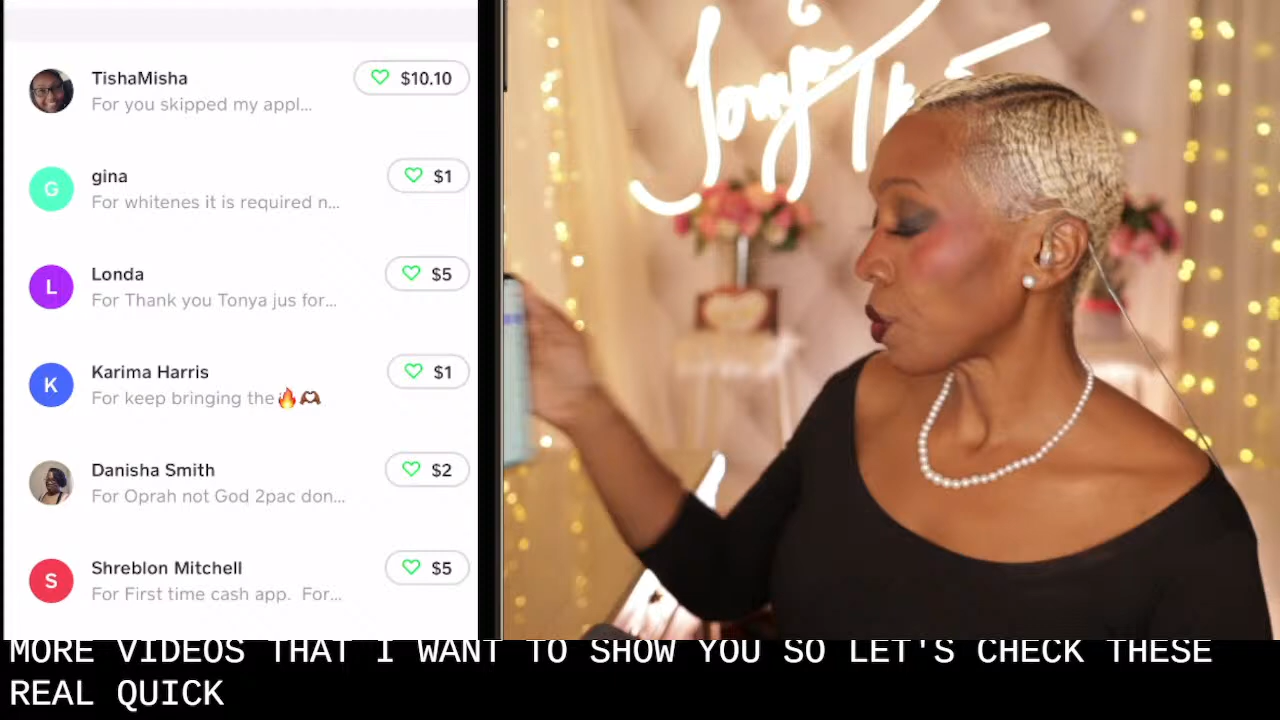 Tonya TK
TishaMisha
$10.10
For you skipped my appl...
G
gina
$1
For whitenes it is required n...
L
Londa
$5
For Thank you Tonya jus for...
K
Karima Harris
$1
For keep bringing the🔥🫶🏾
Danisha Smith
$2
For Oprah not God 2pac don...
S
Shreblon Mitchell
$5
For First time cash app.  For...
MORE VIDEOS THAT I WANT TO SHOW YOU SO LET'S CHECK THESE
REAL QUICK